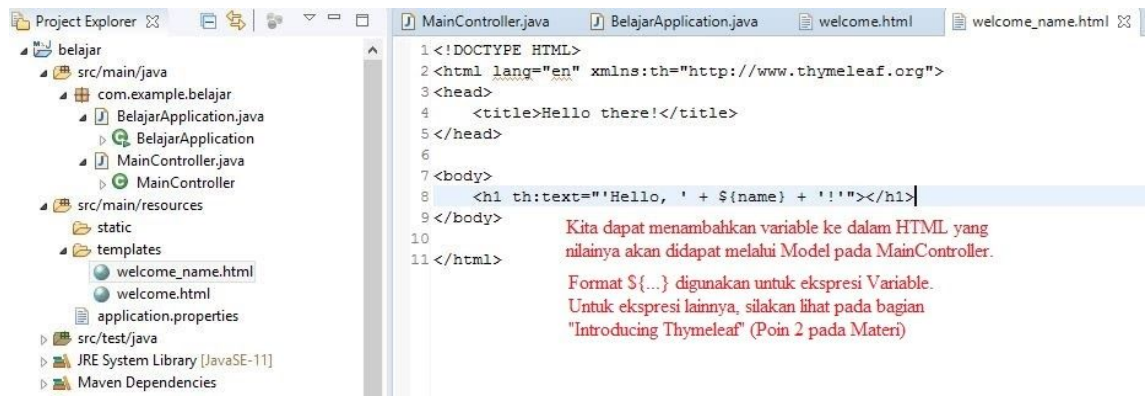 Project Explorer
belajar
src/main/java
com.example.belajar
BelajarApplication.java
BelajarApplication
MainController.java
MainController
src/main/resources
static
templates
welcome_name.html
welcome.html
application.properties
src/test/java
JRE System Library [JavaSE-11]
Maven Dependencies
MainController.java BelajarApplication.java welcome.html welcome_name.html
1 <!DOCTYPE HTML>
2 <html lang="en" xmlns:th="http://www.thymeleaf.org">
3 <head>
4 <title>Hello there!</title>
5 </head>
6
7 <body>
8 <h1 th:text="'Hello, ' + ${name} + '!'"></h1>
9 </body>
10
11 </html>
Kita dapat menambahkan variable ke dalam HTML yang
nilainya akan didapat melalui Model pada MainController.
Format ${...} digunakan untuk ekspresi Variable.
Untuk ekspresi lainnya, silakan lihat pada bagian
"Introducing Thymeleaf" (Poin 2 pada Materi)